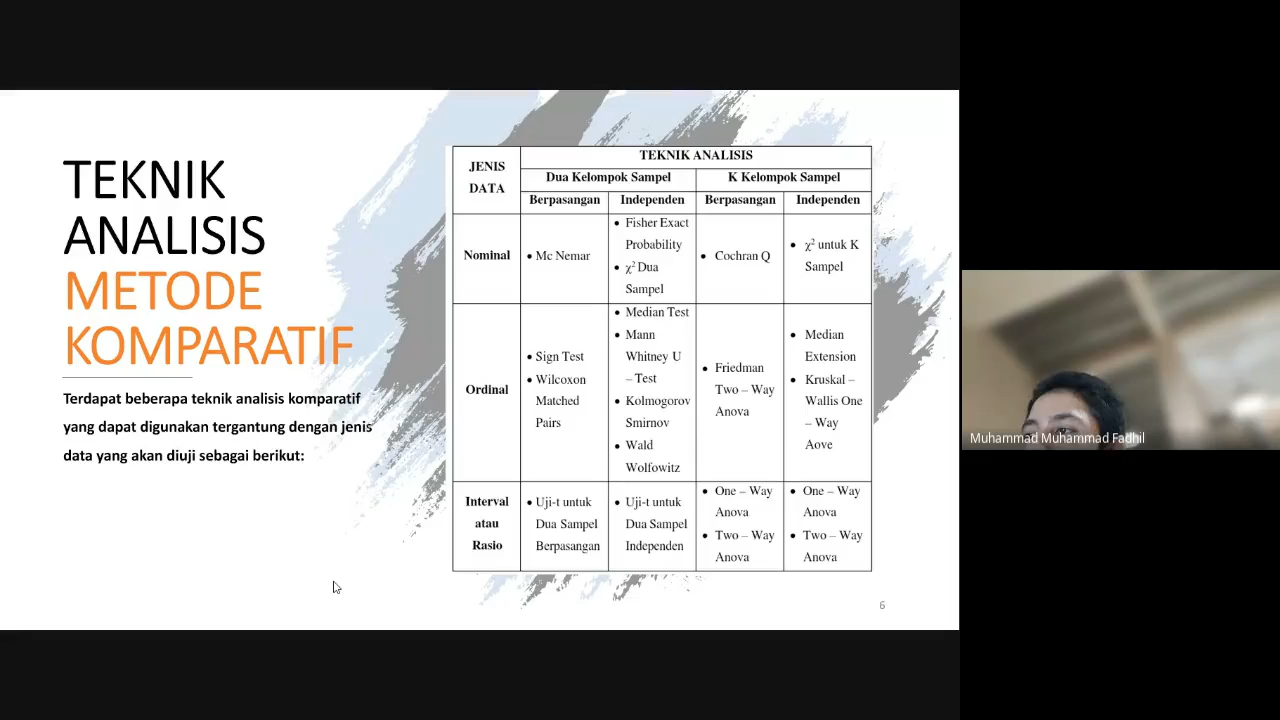 TEKNIK
ANALISIS
METODE
KOMPARATIF
Terdapat beberapa teknik analisis komparatif
yang dapat digunakan tergantung dengan jenis
data yang akan diuji sebagai berikut:
JENIS
DATA
TEKNIK ANALISIS
Dua Kelompok Sampel
K Kelompok Sampel
Berpasangan
Independen
Berpasangan
Independen
Nominal
• Mc Nemar
• Fisher Exact
Probability
• χ² Dua
Sampel
• Cochran Q
• χ² untuk K
Sampel
Ordinal
• Sign Test
• Wilcoxon
Matched
Pairs
• Median Test
• Mann
Whitney U
– Test
• Kolmogorov
Smirnov
• Wald
Wolfowitz
• Friedman
Two – Way
Anova
• Median
Extension
• Kruskal –
Wallis One
– Way
Aove
Interval
atau
Rasio
• Uji-t untuk
Dua Sampel
Berpasangan
• Uji-t untuk
Dua Sampel
Independen
• One – Way
Anova
• Two – Way
Anova
• One – Way
Anova
• Two – Way
Anova
6
Muhammad Muhammad Fadhil